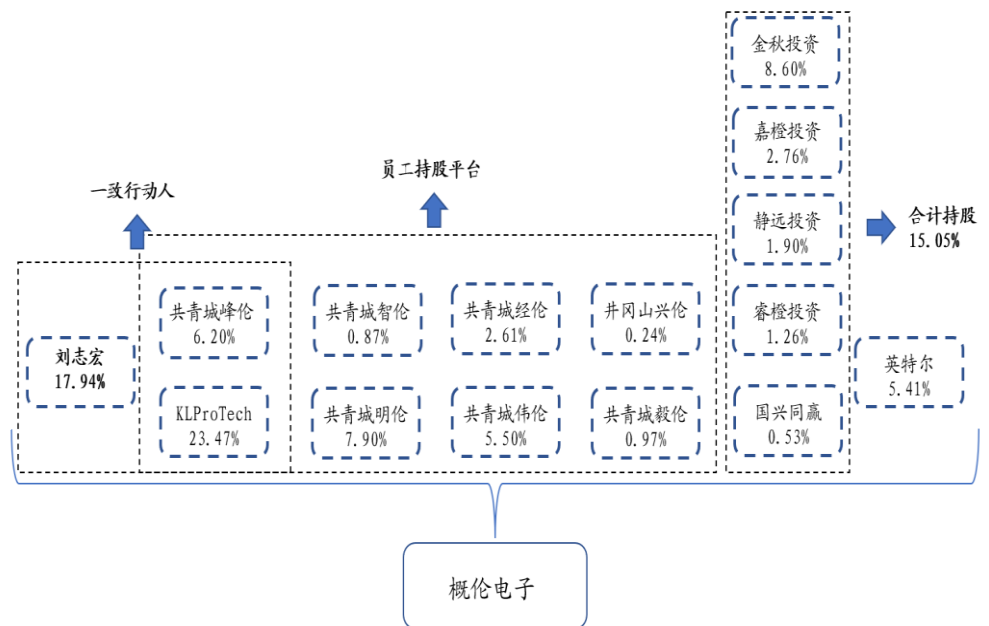 金秋投资
8.60%
嘉橙投资
2.76%
员工持股平台
一致行动人
静远投资
1.90%
合计持股
15.05%
共青城峰伦
6.20%
共青城智伦
0.87%
共青城经伦
2.61%
井冈山兴伦
0.24%
睿橙投资
1.26%
刘志宏
17.94%
英特尔
5.41%
KLProTech
23.47%
共青城明伦
7.90%
共青城伟伦
5.50%
共青城毅伦
0.97%
国兴同赢
0.53%
概伦电子